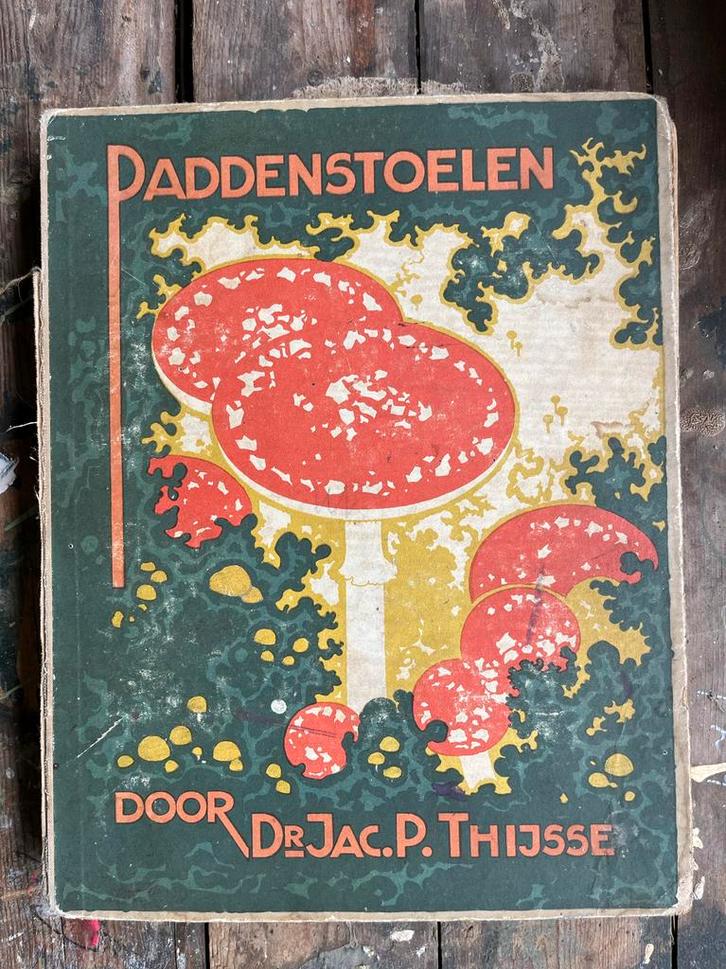 PADDENSTOELEN
DOOR
DR JAC. P. THIJSSE